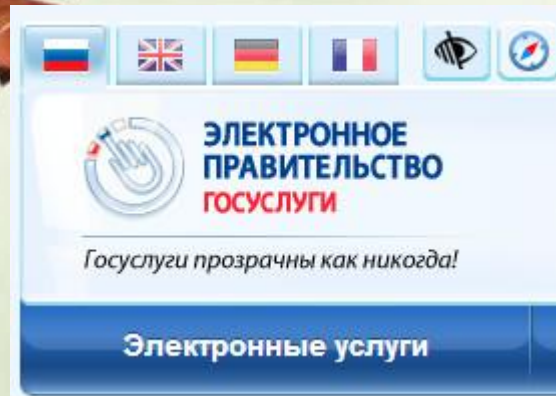 ЭЛЕКТРОННОЕ
ПРАВИТЕЛЬСТВО
ГОСУСЛУГИ
Госуслуги прозрачны как никогда!
Электронные услуги